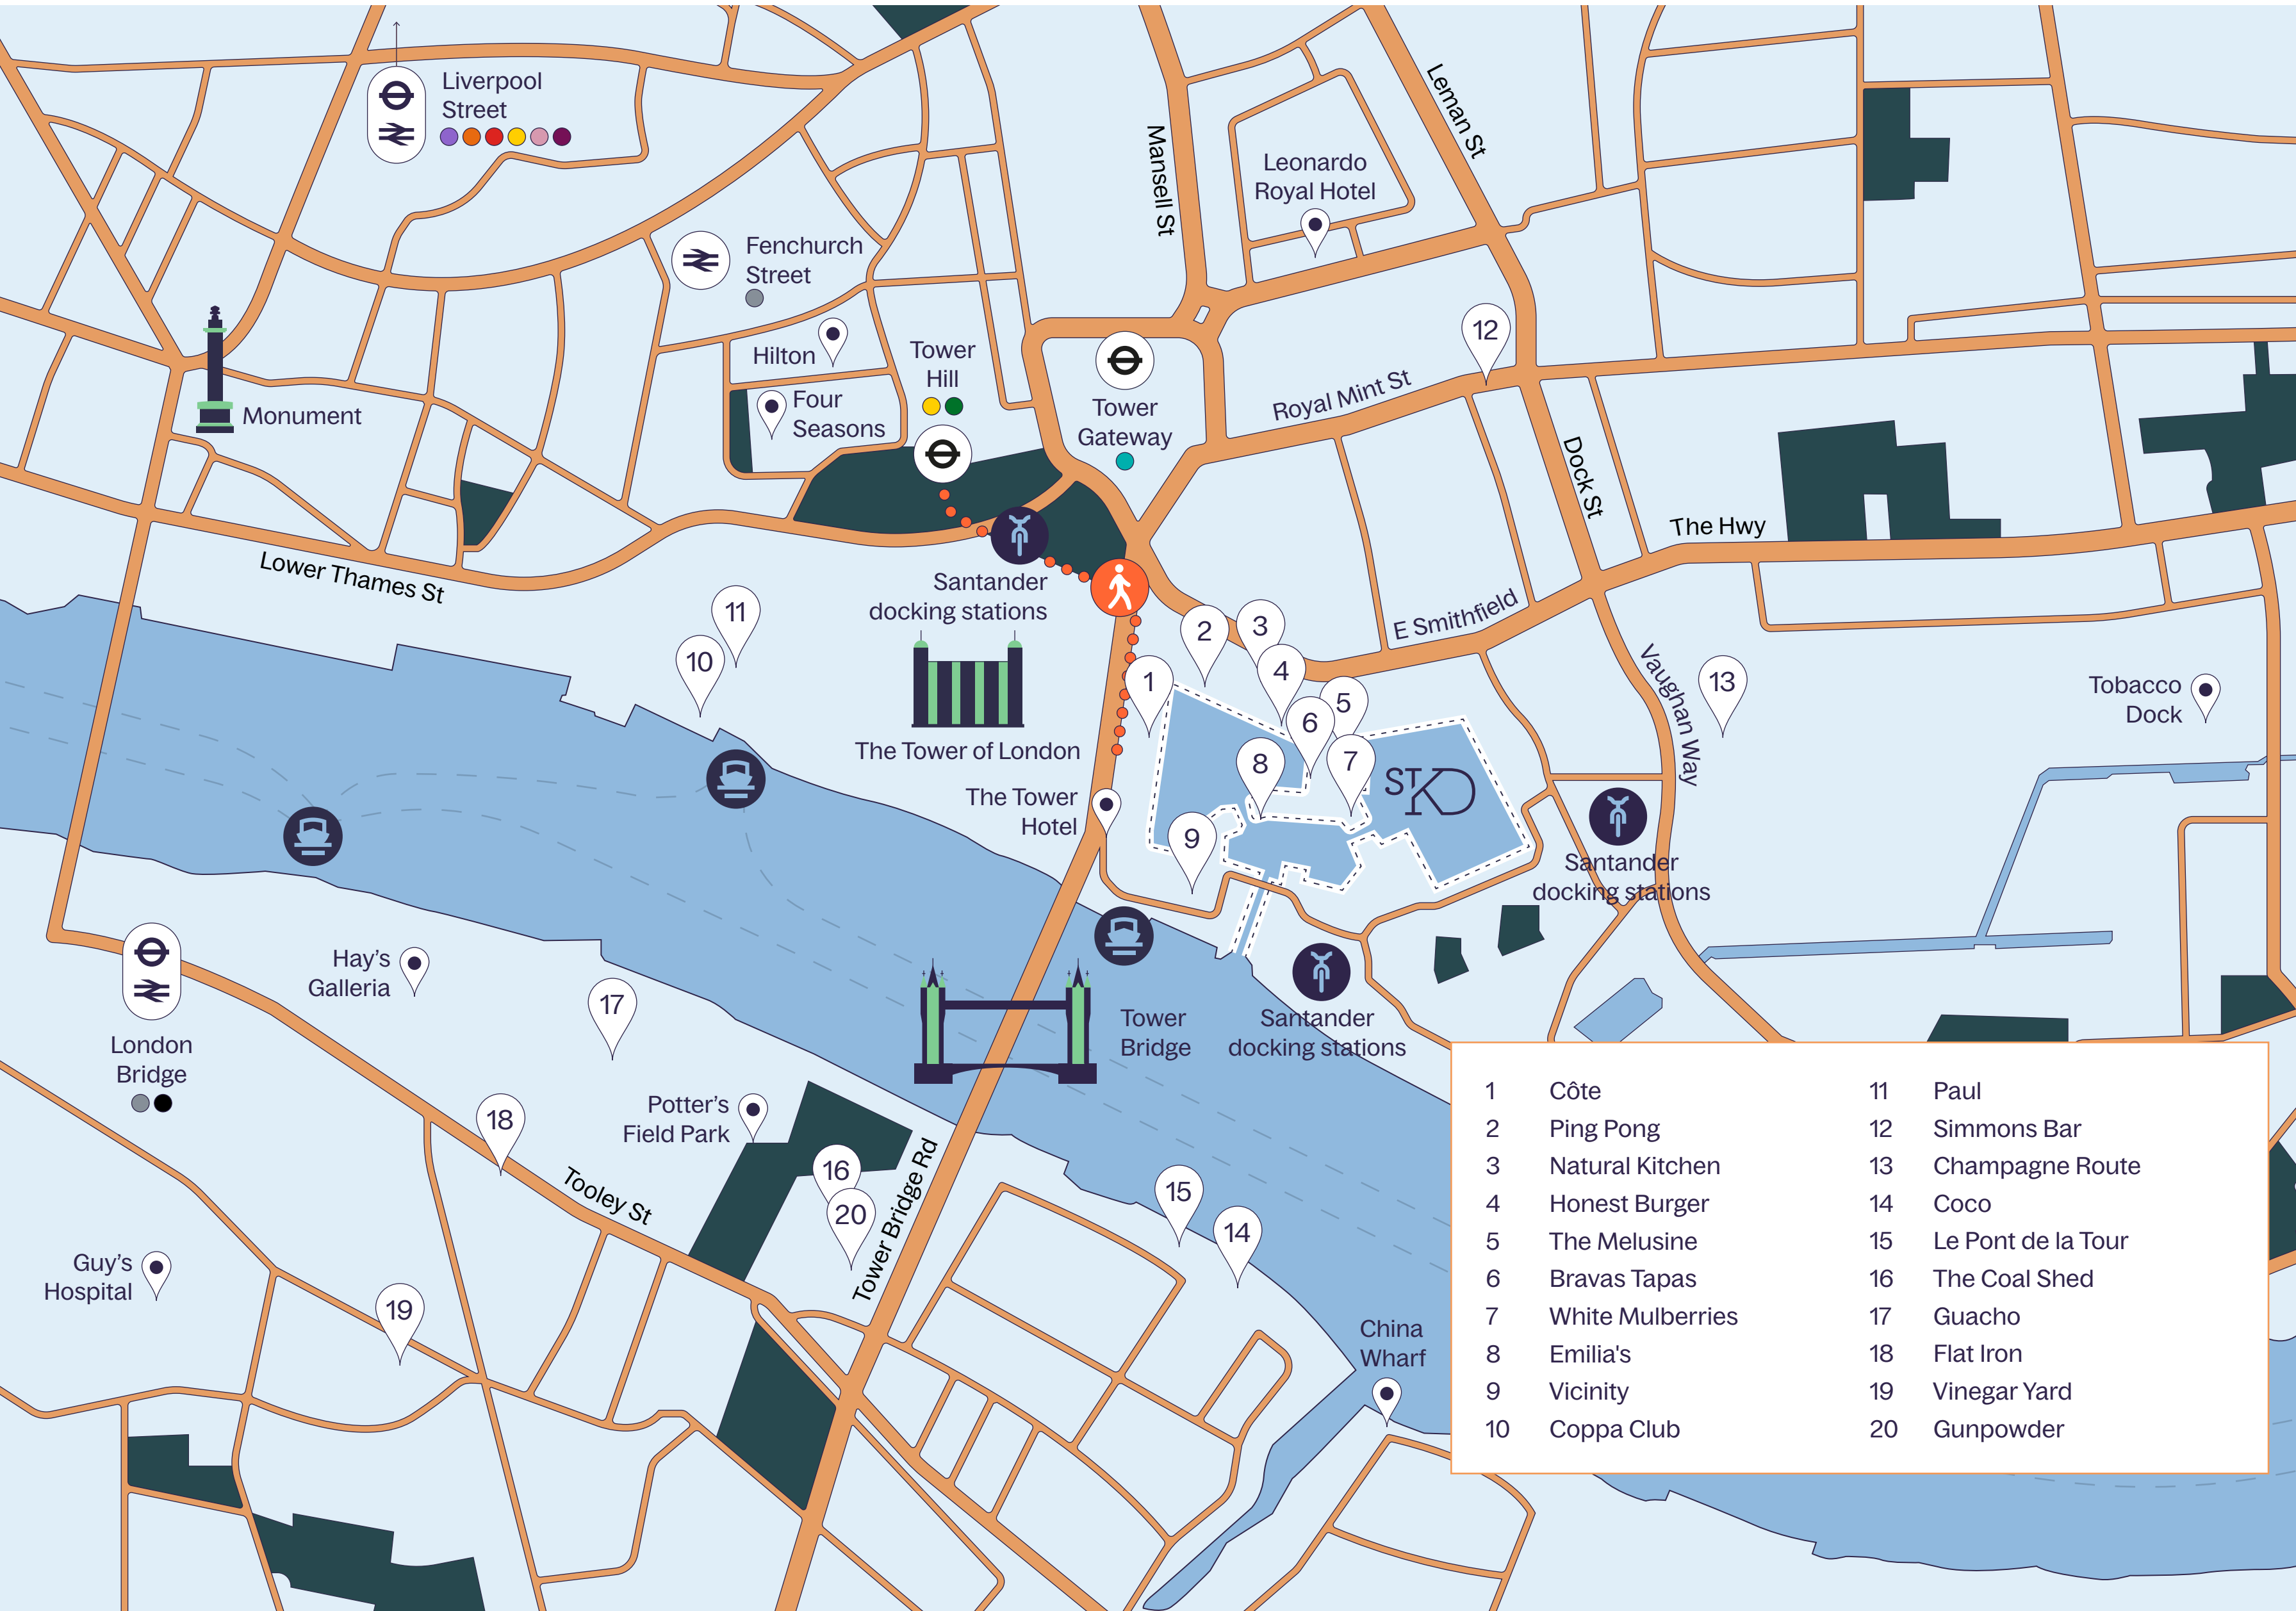 Liverpool
Street
Leman St
Mansell St
Leonardo
Royal Hotel
Fenchurch
Street
Hilton
Tower
Hill
Four
Seasons
Tower
Gateway
12
Royal Mint St
Monument
Dock St
The Hwy
Lower Thames St
Santander
docking stations
11
10
2
3
E Smithfield
4
1
5
6
7
8
9
Vaughan Way
13
Tobacco
Dock
The Tower of London
StKD
The Tower
Hotel
Santander
docking stations
Hay's
Galleria
17
London
Bridge
Tower
Bridge
Santander
docking stations
18
Potter's
Field Park
16
20
Tooley St
Tower Bridge Rd
15
14
Guy's
Hospital
19
China
Wharf
1 Côte
2 Ping Pong
3 Natural Kitchen
4 Honest Burger
5 The Melusine
6 Bravas Tapas
7 White Mulberries
8 Emilia's
9 Vicinity
10 Coppa Club
11 Paul
12 Simmons Bar
13 Champagne Route
14 Coco
15 Le Pont de la Tour
16 The Coal Shed
17 Guacho
18 Flat Iron
19 Vinegar Yard
20 Gunpowder